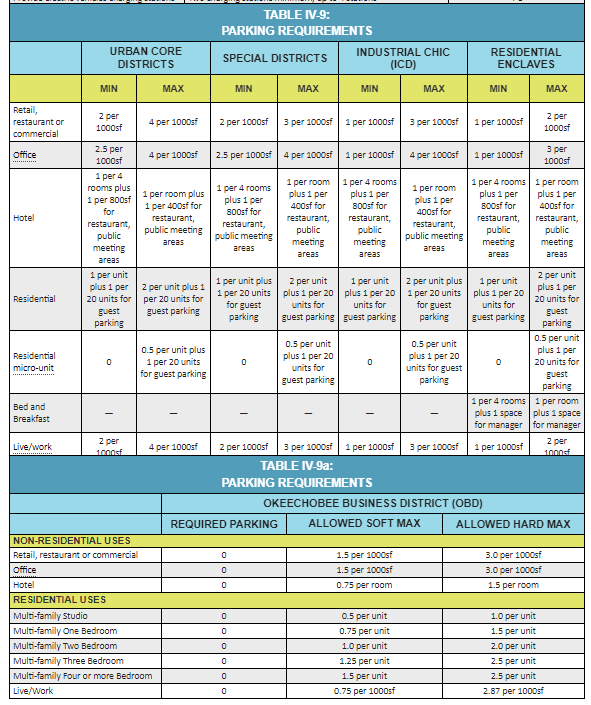 TABLE IV-9:
PARKING REQUIREMENTS
URBAN CORE DISTRICTS SPECIAL DISTRICTS INDUSTRIAL CHIC (ICD) RESIDENTIAL ENCLAVES
MIN MAX MIN MAX MIN MAX MIN MAX
Retail, restaurant or commercial 2 per 1000sf 4 per 1000sf 2 per 1000sf 3 per 1000sf 1 per 1000sf 3 per 1000sf 1 per 1000sf 2 per 1000sf
Office 2.5 per 1000sf 4 per 1000sf 2.5 per 1000sf 4 per 1000sf 1 per 1000sf 4 per 1000sf 1 per 1000sf 3 per 1000sf
Hotel 1 per 4 rooms plus 1 per 800sf for restaurant, public meeting areas 1 per room plus 1 per 400sf for restaurant, public meeting areas 1 per 4 rooms plus 1 per 800sf for restaurant, public meeting areas 1 per room plus 1 per 400sf for restaurant, public meeting areas 1 per 4 rooms plus 1 per 800sf for restaurant, public meeting areas 1 per room plus 1 per 400sf for restaurant, public meeting areas 1 per 4 rooms plus 1 per 800sf for restaurant, public meeting areas 1 per room plus 1 per 400sf for restaurant, public meeting areas
Residential 1 per unit plus 1 per 20 units for guest parking 2 per unit plus 1 per 20 units for guest parking 1 per unit plus 1 per 20 units for guest parking 2 per unit plus 1 per 20 units for guest parking 1 per unit plus 1 per 20 units for guest parking 2 per unit plus 1 per 20 units for guest parking 1 per unit plus 1 per 20 units for guest parking 2 per unit plus 1 per 20 units for guest parking
Residential micro-unit 0 0.5 per unit plus 1 per 20 units for guest parking 0 0.5 per unit plus 1 per 20 units for guest parking 0 0.5 per unit plus 1 per 20 units for guest parking 0 0.5 per unit plus 1 per 20 units for guest parking
Bed and Breakfast — — — — — — 1 per 4 rooms plus 1 space for manager 1 per room plus 1 space for manager
Live/work 2 per 1000sf 4 per 1000sf 2 per 1000sf 3 per 1000sf 1 per 1000sf 3 per 1000sf 1 per 1000sf 2 per 1000sf
TABLE IV-9a:
PARKING REQUIREMENTS
OKEECHOBEE BUSINESS DISTRICT (OBD)
REQUIRED PARKING ALLOWED SOFT MAX ALLOWED HARD MAX
NON-RESIDENTIAL USES
Retail, restaurant or commercial 0 1.5 per 1000sf 3.0 per 1000sf
Office 0 1.5 per 1000sf 3.0 per 1000sf
Hotel 0 0.75 per room 1.5 per room
RESIDENTIAL USES
Multi-family Studio 0 0.5 per unit 1.0 per unit
Multi-family One Bedroom 0 0.75 per unit 1.5 per unit
Multi-family Two Bedroom 0 1.0 per unit 2.0 per unit
Multi-family Three Bedroom 0 1.25 per unit 2.5 per unit
Multi-family Four or more Bedroom 0 1.5 per unit 2.5 per unit
Live/Work 0 0.75 per 1000sf 2.87 per 1000sf